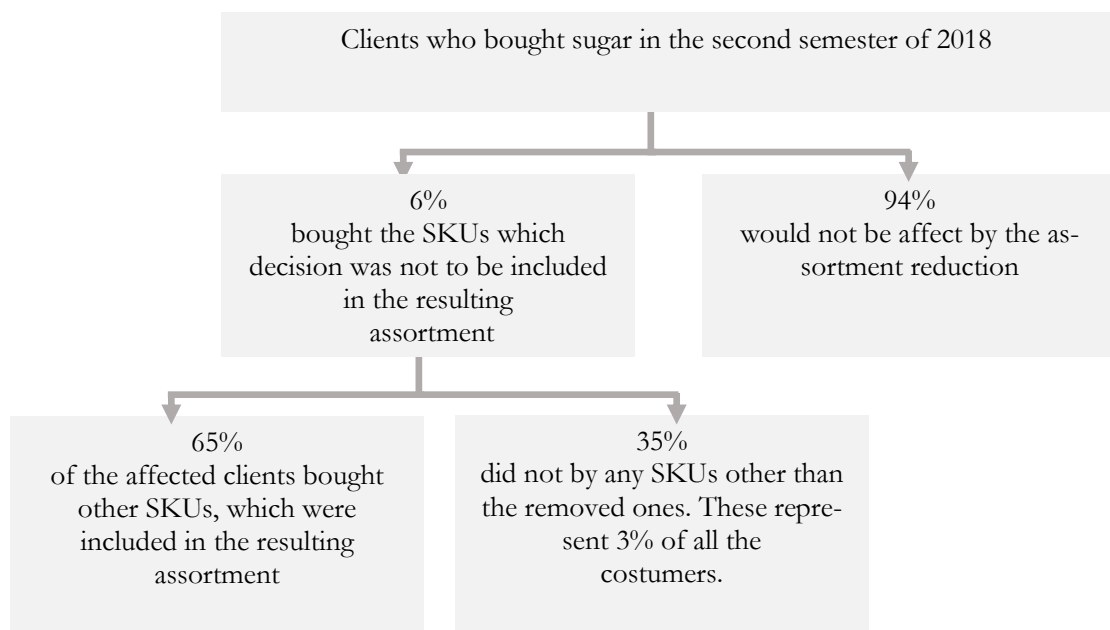 Clients who bought sugar in the second semester of 2018
6%
bought the SKUs which
decision was not to be included
in the resulting
assortment
94%
would not be affect by the as-
sortment reduction
65%
of the affected clients bought
other SKUs, which were
included in the resulting
assortment
35%
did not by any SKUs other than
the removed ones. These repre-
sent 3% of all the
costumers.